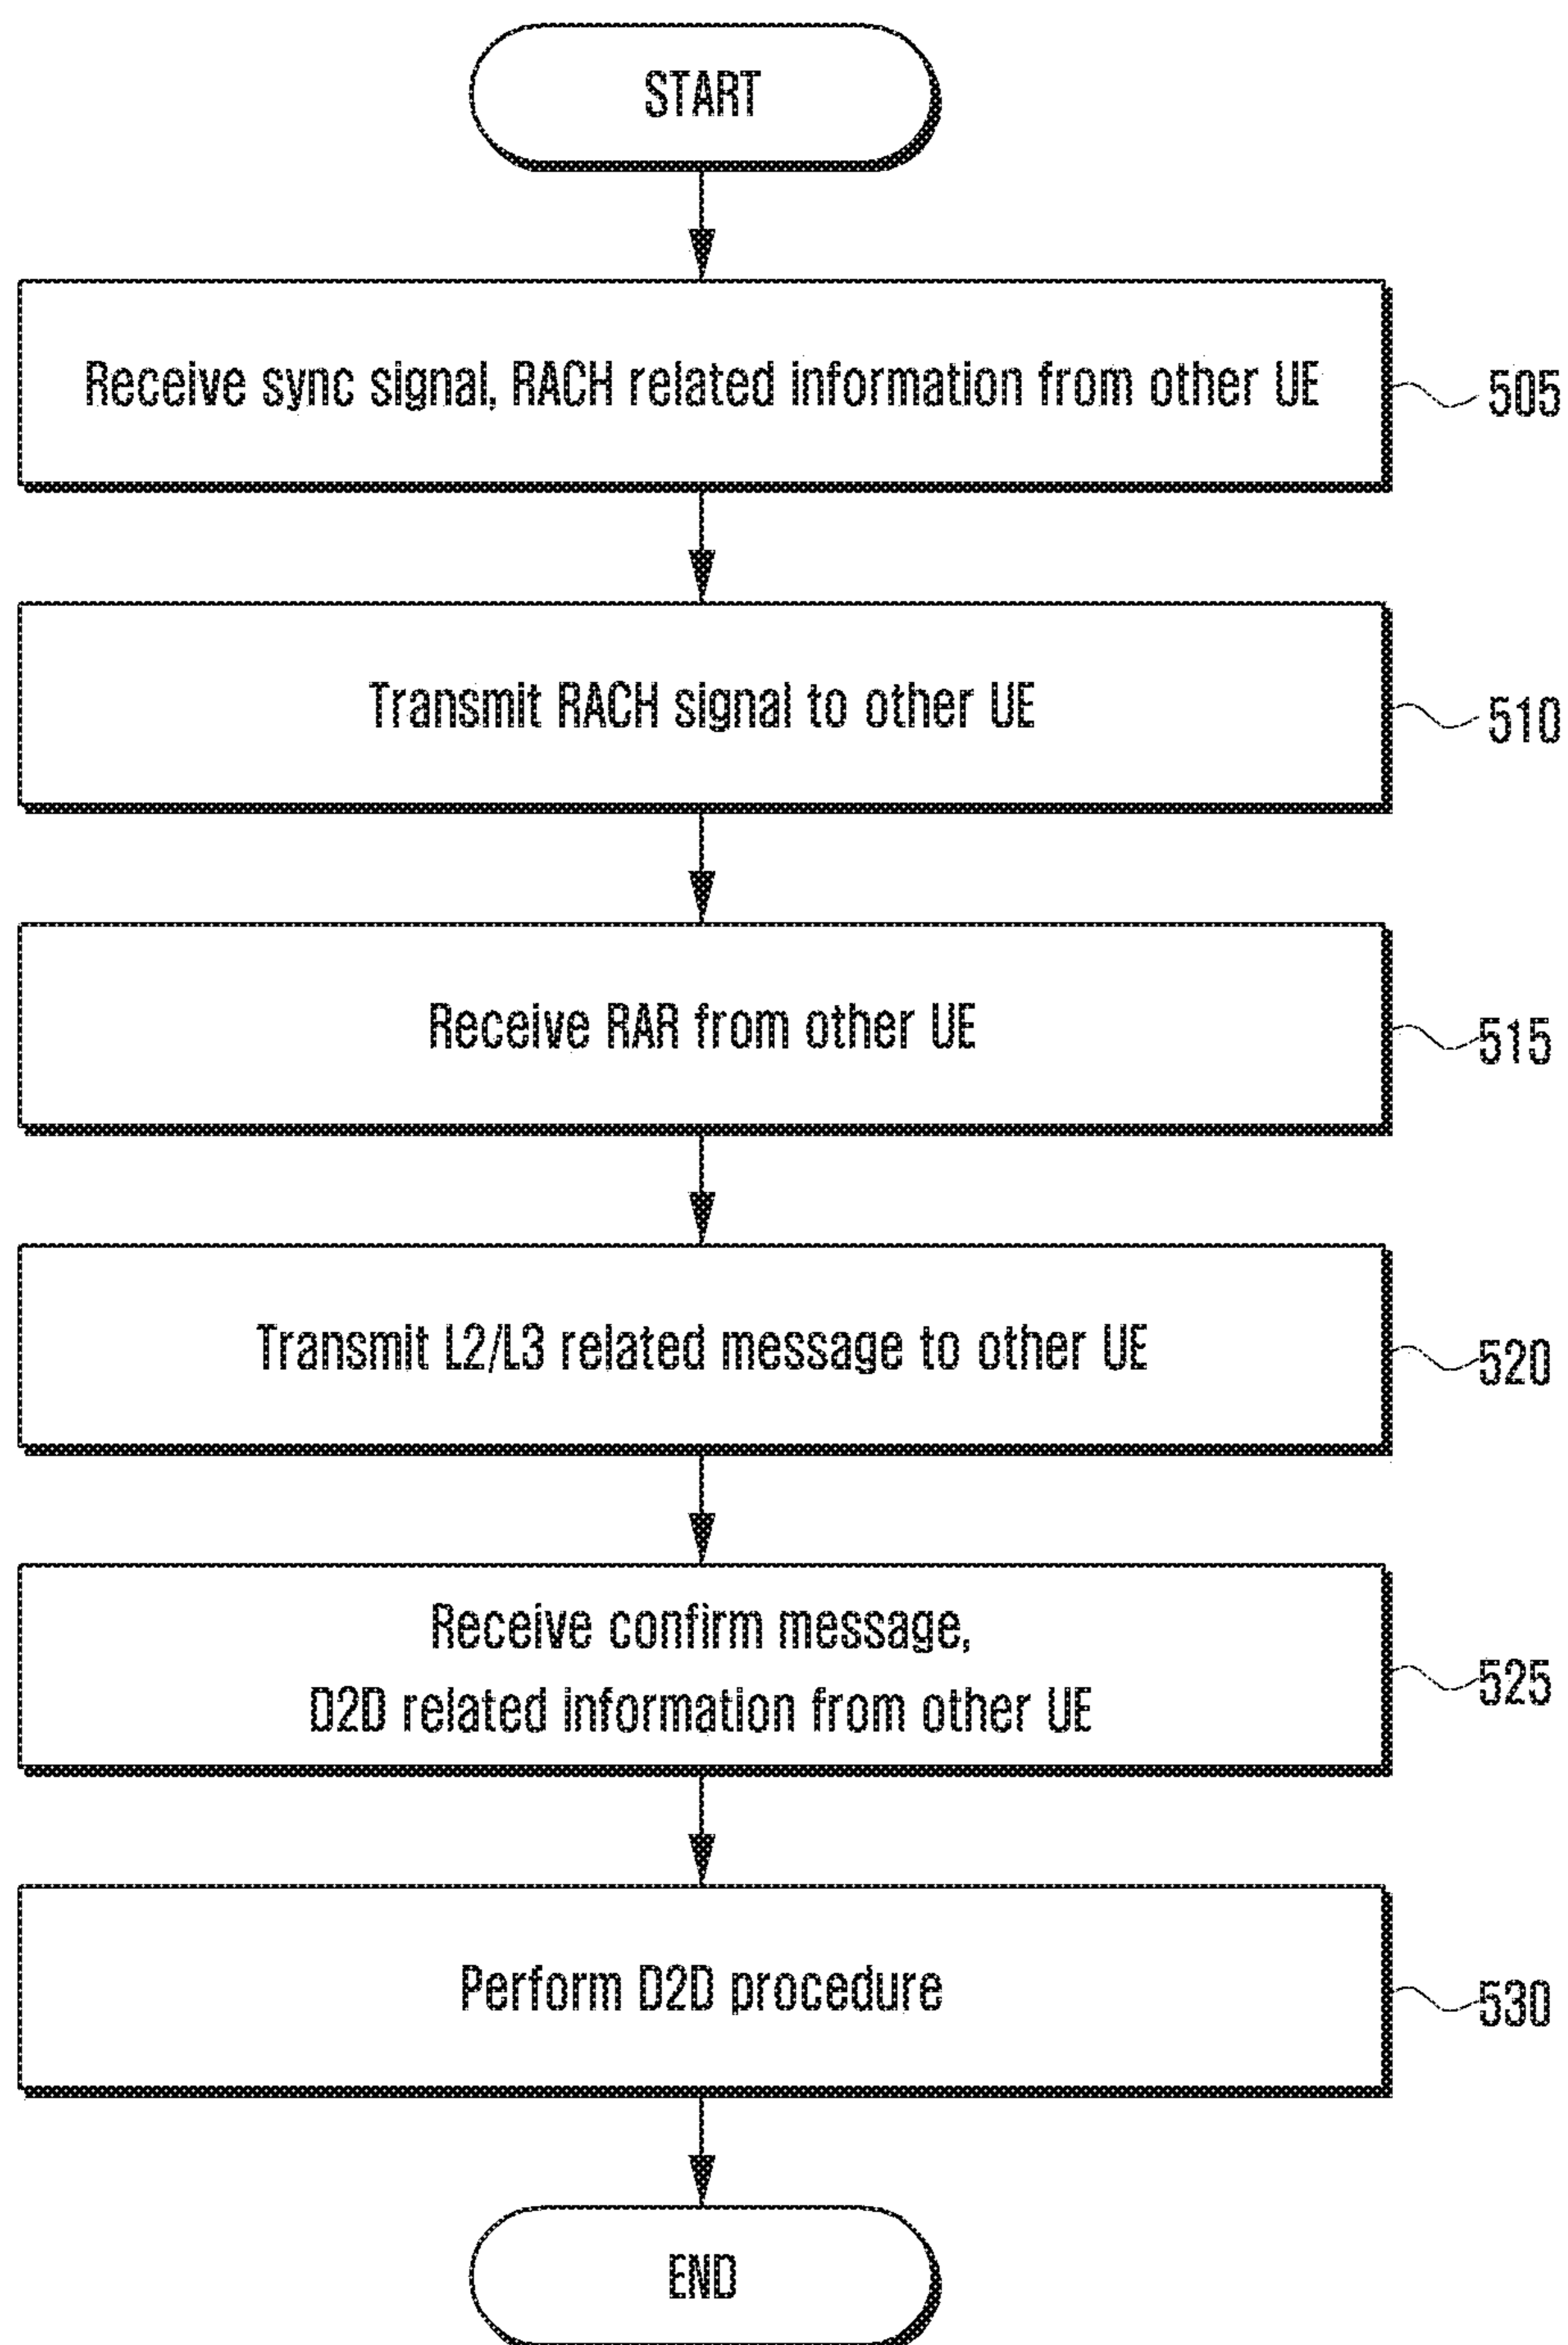 START
Receive sync signal, RACH related information from other UE
505
Transmit RACH signal to other UE
510
Receive RAR from other UE
515
Transmit L2/L3 related message to other UE
520
Receive confirm message,
D2D related information from other UE
525
Perform D2D procedure
530
END